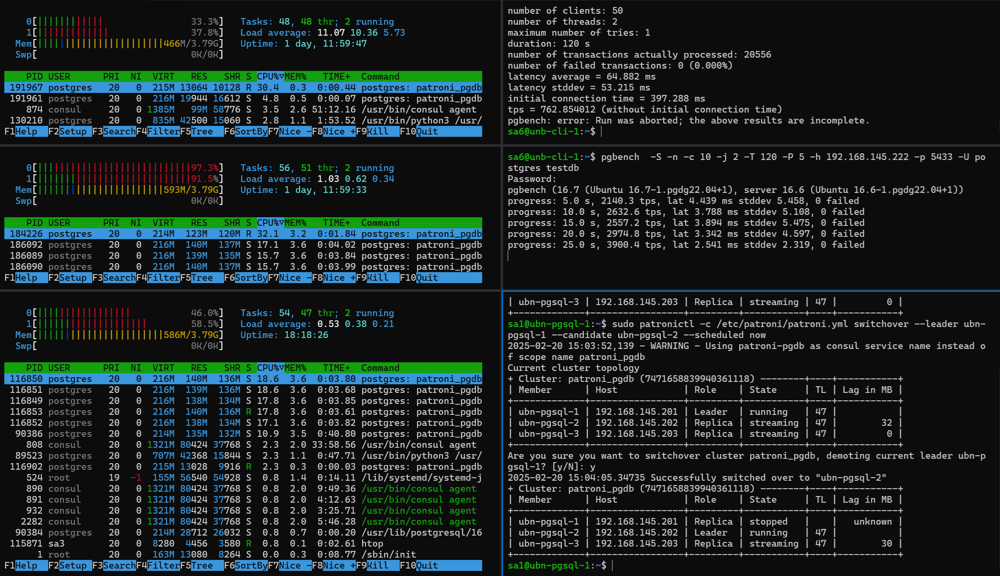 0[|||||||||||| 33.3%] Tasks: 48, 48 thr; 2 running
1[||||||||||||| 37.8%] Load average: 11.07 10.36 5.73
Mem[|||||||||||||||||||||||466M/3.79G] Uptime: 1 day, 11:59:47
Swp[ 0K/0K]
PID USER PRI NI VIRT RES SHR S CPU%▽MEM% TIME+ Command
191967 postgres 20 0 215M 13064 10128 R 30.4 0.3 0:00.44 postgres: patroni_pgdb
191961 postgres 20 0 216M 19944 16612 S 4.8 0.5 0:00.07 postgres: patroni_pgdb
874 consul 20 0 1385M 99M 58776 S 3.5 2.6 51:12.16 /usr/bin/consul agent
130210 postgres 20 0 835M 42500 15060 S 2.8 1.1 1:53.52 /usr/bin/python3 /usr/
F1Help F2Setup F3SearchF4FilterF5Tree F6SortByF7Nice -F8Nice +F9Kill F10Quit
number of clients: 50
number of threads: 2
maximum number of tries: 1
duration: 120 s
number of transactions actually processed: 20556
number of failed transactions: 0 (0.000%)
latency average = 64.882 ms
latency stddev = 53.215 ms
initial connection time = 397.288 ms
tps = 762.854012 (without initial connection time)
pgbench: error: Run was aborted; the above results are incomplete.
sa6@unb-cli-1:~$
0[||||||||||||||||||||||||||||97.3%] Tasks: 56, 51 thr; 2 running
1[||||||||||||||||||||||||||||91.5%] Load average: 1.03 0.62 0.34
Mem[|||||||||||||||||||||||593M/3.79G] Uptime: 1 day, 11:59:33
Swp[ 0K/0K]
PID USER PRI NI VIRT RES SHR S CPU%▽MEM% TIME+ Command
184226 postgres 20 0 214M 123M 120M R 32.1 3.2 0:01.84 postgres: patroni_pgdb
186092 postgres 20 0 216M 140M 137M S 17.1 3.6 0:04.02 postgres: patroni_pgdb
186089 postgres 20 0 216M 139M 135M S 15.7 3.6 0:03.84 postgres: patroni_pgdb
186090 postgres 20 0 216M 140M 137M S 15.7 3.6 0:03.99 postgres: patroni_pgdb
F1Help F2Setup F3SearchF4FilterF5Tree F6SortByF7Nice -F8Nice +F9Kill F10Quit
sa6@unb-cli-1:~$ pgbench  -S -n -c 10 -j 2 -T 120 -P 5 -h 192.168.145.222 -p 5433 -U po
stgres testdb
Password:
pgbench (16.7 (Ubuntu 16.7-1.pgdg22.04+1), server 16.6 (Ubuntu 16.6-1.pgdg22.04+1))
progress: 5.0 s, 2140.3 tps, lat 4.439 ms stddev 5.458, 0 failed
progress: 10.0 s, 2632.6 tps, lat 3.788 ms stddev 5.108, 0 failed
progress: 15.0 s, 2557.2 tps, lat 3.894 ms stddev 5.475, 0 failed
progress: 20.0 s, 2974.8 tps, lat 3.342 ms stddev 4.597, 0 failed
progress: 25.0 s, 3900.4 tps, lat 2.541 ms stddev 2.319, 0 failed
0[||||||||||||||||| 46.0%] Tasks: 54, 47 thr; 2 running
1[|||||||||||||||||||| 58.5%] Load average: 0.53 0.38 0.21
Mem[|||||||||||||||||||||||586M/3.79G] Uptime: 18:18:26
Swp[ 0K/0K]
PID USER PRI NI VIRT RES SHR S CPU%▽MEM% TIME+ Command
116850 postgres 20 0 216M 140M 136M S 18.6 3.6 0:03.80 postgres: patroni_pgdb
116851 postgres 20 0 216M 139M 136M S 18.6 3.6 0:03.68 postgres: patroni_pgdb
116849 postgres 20 0 216M 138M 134M S 17.8 3.6 0:03.85 postgres: patroni_pgdb
116853 postgres 20 0 216M 140M 136M R 17.8 3.6 0:03.61 postgres: patroni_pgdb
116852 postgres 20 0 216M 138M 134M S 17.1 3.6 0:03.82 postgres: patroni_pgdb
90386 postgres 20 0 214M 135M 132M S 10.9 3.5 0:40.80 postgres: patroni_pgdb
808 consul 20 0 1321M 80424 37768 S 2.3 2.0 33:58.56 /usr/bin/consul agent
89523 postgres 20 0 707M 42368 15844 S 2.3 1.1 0:47.71 /usr/bin/python3 /usr/
116902 postgres 20 0 215M 13028 9916 R 2.3 0.3 0:00.03 postgres: patroni_pgdb
524 root 19 -1 155M 56540 54928 S 0.8 1.4 0:14.11 /lib/systemd/systemd-j
890 consul 20 0 1321M 80424 37768 S 0.8 2.0 9:49.36 /usr/bin/consul agent
891 consul 20 0 1321M 80424 37768 S 0.8 2.0 4:12.63 /usr/bin/consul agent
932 consul 20 0 1321M 80424 37768 S 0.8 2.0 3:25.71 /usr/bin/consul agent
2282 consul 20 0 1321M 80424 37768 S 0.8 2.0 5:46.28 /usr/bin/consul agent
90384 postgres 20 0 214M 28712 26032 S 0.8 0.7 0:00.20 /usr/lib/postgresql/16
115871 sa3 20 0 8280 4456 3580 R 0.8 0.1 0:02.61 htop
1 root 20 0 163M 13080 8264 S 0.0 0.3 0:08.77 /sbin/init
F1Help F2Setup F3SearchF4FilterF5Tree F6SortByF7Nice -F8Nice +F9Kill F10Quit
| ubn-pgsql-3 | 192.168.145.203 | Replica | streaming | 47 | 0 |
+-------------+-----------------+---------+-----------+----+-----------+
sa1@ubn-pgsql-1:~$ sudo patronictl -c /etc/patroni/patroni.yml switchover --leader ubn-
pgsql-1 --candidate ubn-pgsql-2 --scheduled now
2025-02-20 15:03:52,139 - WARNING - Using patroni-pgdb as consul service name instead o
f scope name patroni_pgdb
Current cluster topology
+ Cluster: patroni_pgdb (7471658839940361118) --------+----+-----------+
| Member | Host | Role | State | TL | Lag in MB |
+-------------+-----------------+---------+-----------+----+-----------+
| ubn-pgsql-1 | 192.168.145.201 | Leader | running | 47 | |
| ubn-pgsql-2 | 192.168.145.202 | Replica | streaming | 47 | 32 |
| ubn-pgsql-3 | 192.168.145.203 | Replica | streaming | 47 | 0 |
+-------------+-----------------+---------+-----------+----+-----------+
Are you sure you want to switchover cluster patroni_pgdb, demoting current leader ubn-p
gsql-1? [y/N]: y
2025-02-20 15:04:05.34735 Successfully switched over to "ubn-pgsql-2"
+ Cluster: patroni_pgdb (7471658839940361118) --------+----+-----------+
| Member | Host | Role | State | TL | Lag in MB |
+-------------+-----------------+---------+-----------+----+-----------+
| ubn-pgsql-1 | 192.168.145.201 | Replica | stopped | | unknown |
| ubn-pgsql-2 | 192.168.145.202 | Leader | running | 47 | |
| ubn-pgsql-3 | 192.168.145.203 | Replica | streaming | 47 | 30 |
+-------------+-----------------+---------+-----------+----+-----------+
sa1@ubn-pgsql-1:~$